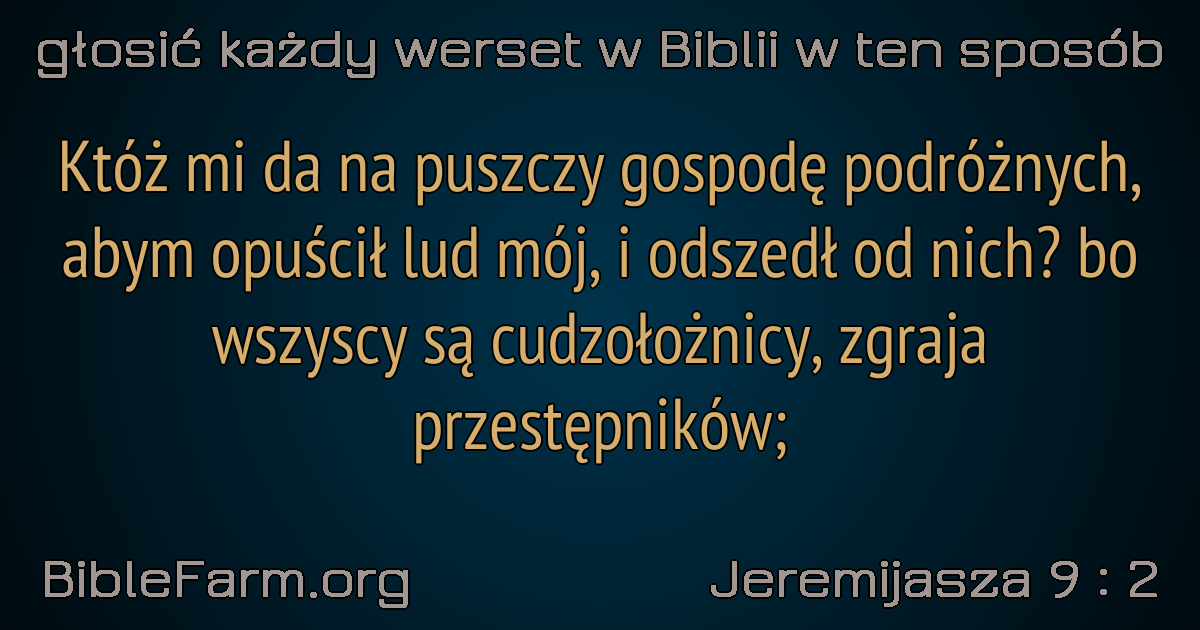 głosić każdy werset w Biblii w ten sposób
Któż mi da na puszczy gospodę podróżnych,
abym opuścił lud mój, i odszedł od nich? bo
wszyscy są cudzołożnicy, zgraja
przestępników;
BibleFarm.org
Jeremijasza 9 : 2